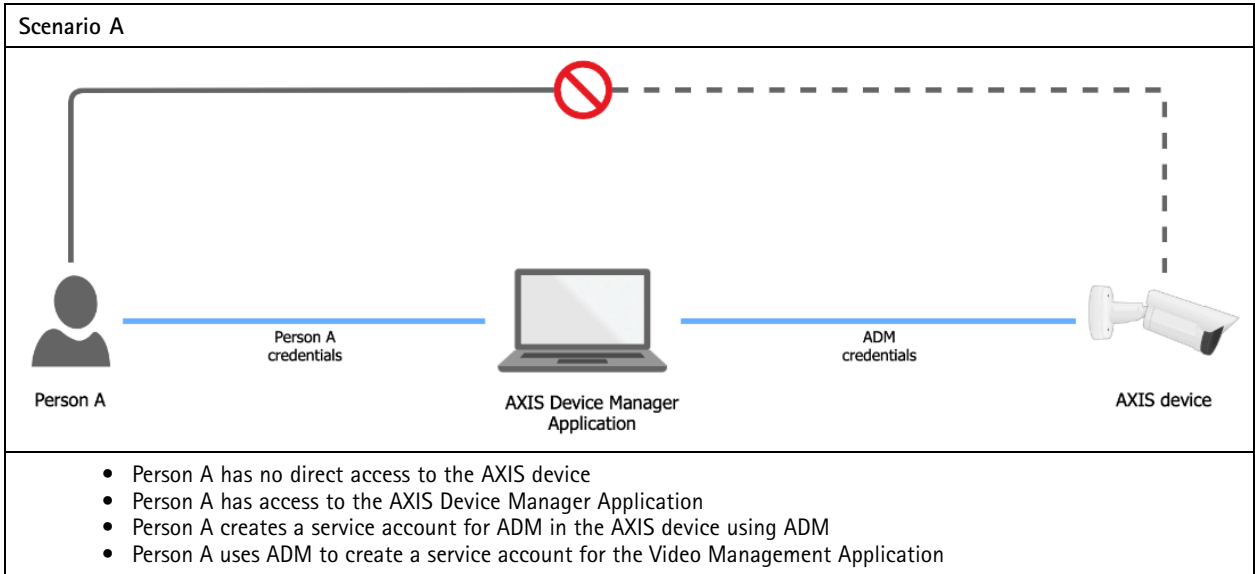 Scenario A
Person A
credentials
ADM
credentials
Person A
AXIS Device Manager
Application
AXIS device
• Person A has no direct access to the AXIS device
• Person A has access to the AXIS Device Manager Application
• Person A creates a service account for ADM in the AXIS device using ADM
• Person A uses ADM to create a service account for the Video Management Application